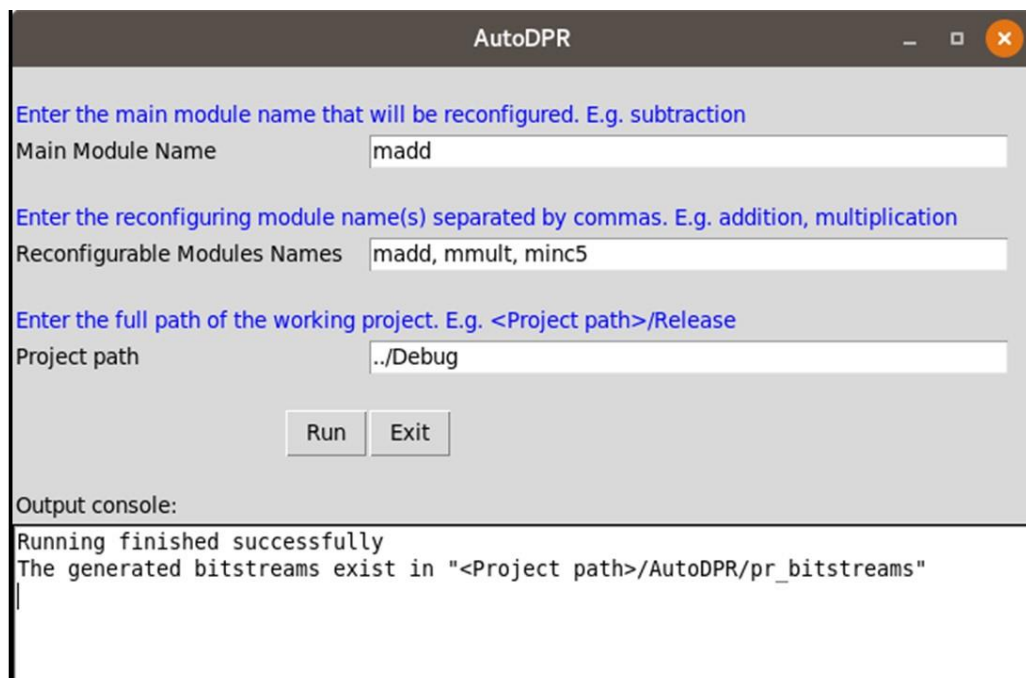 AutoDPR
Enter the main module name that will be reconfigured. E.g. subtraction
Main Module Name madd
Enter the reconfiguring module name(s) separated by commas. E.g. addition, multiplication
Reconfigurable Modules Names madd, mmult, minc5
Enter the full path of the working project. E.g. <Project path>/Release
Project path ../Debug
Run Exit
Output console:
Running finished successfully
The generated bitstreams exist in "<Project path>/AutoDPR/pr_bitstreams"